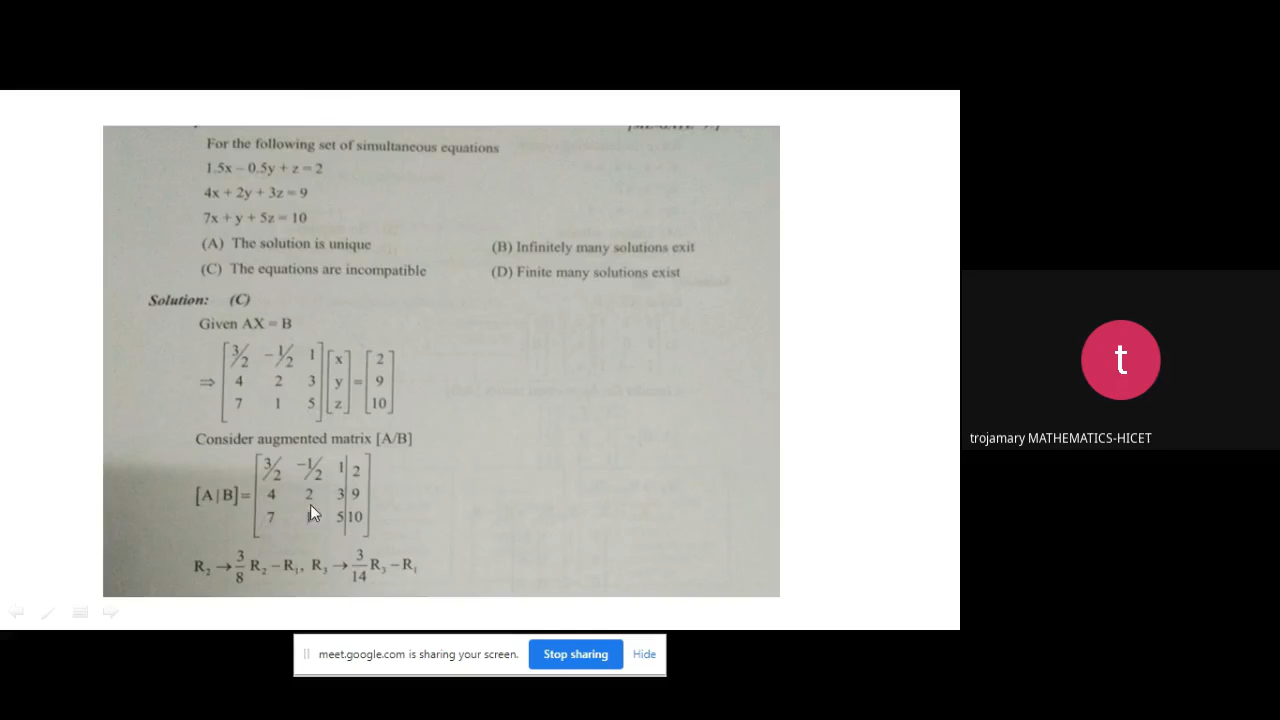 For the following set of simultaneous equations
1.5x – 0.5y + z = 2
4x + 2y + 3z = 9
7x + y + 5z = 10
(A) The solution is unique
(B) Infinitely many solutions exit
(C) The equations are incompatible
(D) Finite many solutions exist
Solution: (C)
Given AX = B
⇒ [3/2 -1/2 1; 4 2 3; 7 1 5] [x; y; z] = [2; 9; 10]
Consider augmented matrix [A/B]
[A|B] = [3/2 -1/2 1 | 2; 4 2 3 | 9; 7 1 5 | 10]
R₂ → 3/8 R₂ – R₁, R₃ → 3/14 R₃ – R₁
t
trojamary MATHEMATICS-HICET
meet.google.com is sharing your screen.
Stop sharing
Hide